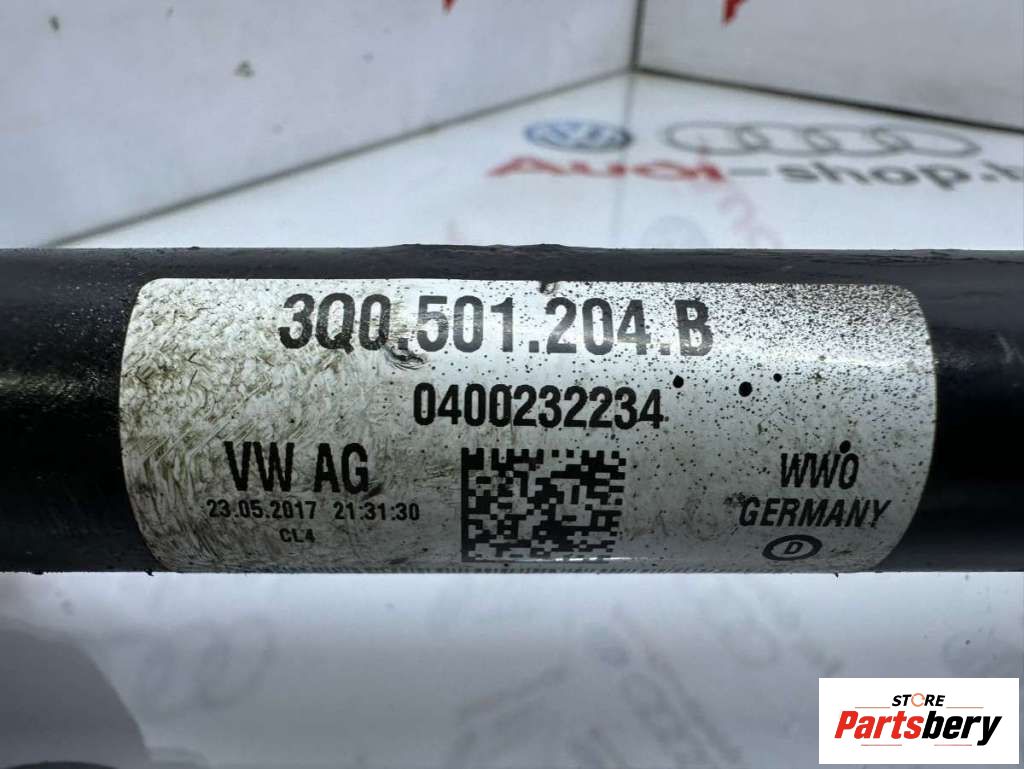 Audi-shop.
3Q0.501.204.B
0400232234
VW AG
23.05.2017 21:31:30
CL4
WWO
GERMANY
D
STORE
Partsbery